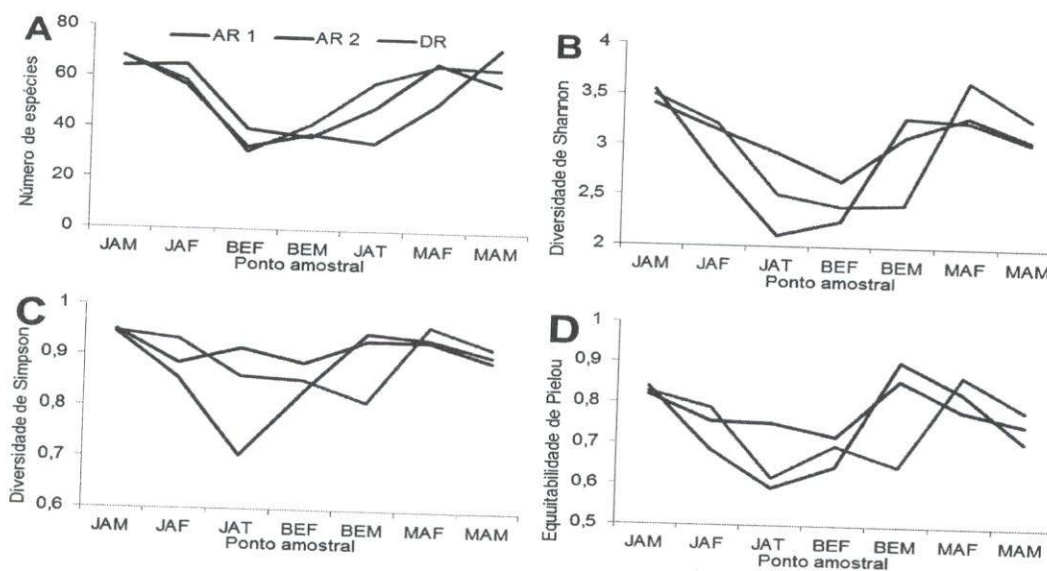 A
80
60
40
20
0
Número de espécies
AR 1 AR 2 DR
JAM JAF BEF BEM JAT MAF MAM
Ponto amostral
B
4
3,5
3
2,5
2
Diversidade de Shannon
JAM JAF JAT BEF BEM MAF MAM
Ponto amostral
C
1
0,9
0,8
0,7
0,6
Diversidade de Simpson
JAM JAF JAT BEF BEM MAF MAM
Ponto amostral
D
1
0,9
0,8
0,7
0,6
0,5
Equuitabilidade de Pielou
JAM JAF JAT BEF BEM MAF MAM
Ponto amostral